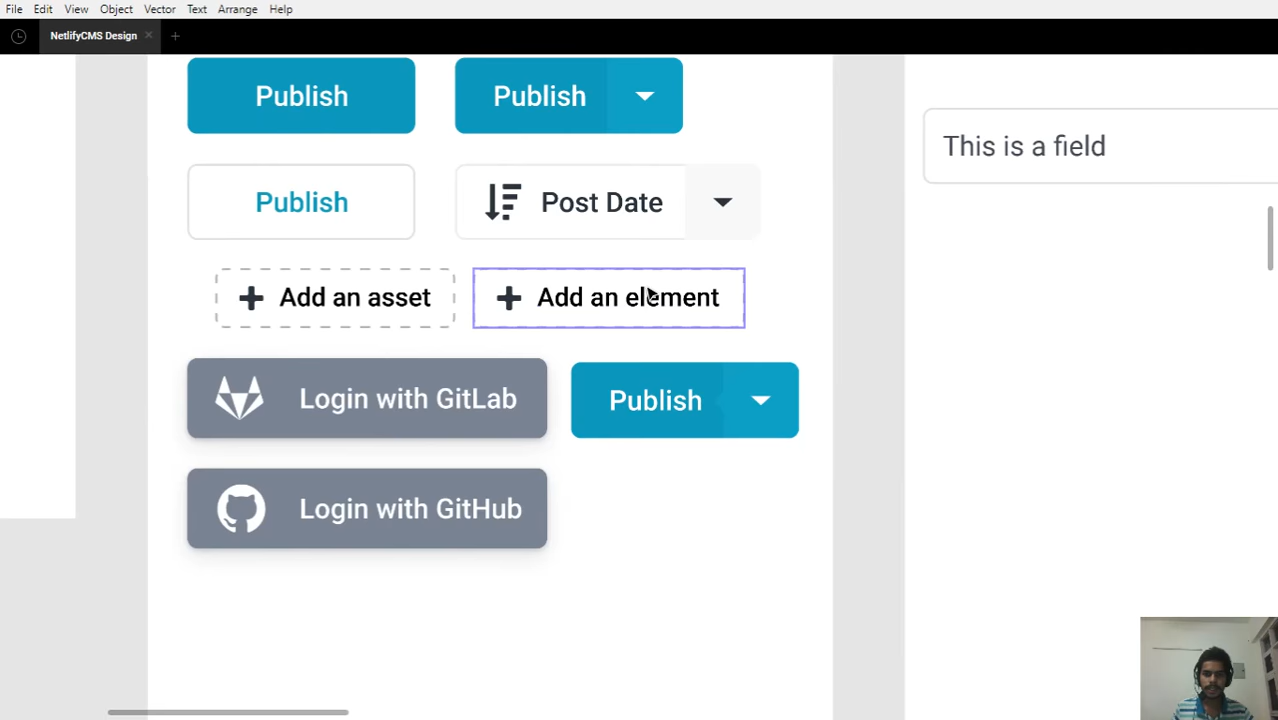 File Edit View Object Vector Text Arrange Help
NetlifyCMS Design
Publish Publish
This is a field
Publish Post Date
Add an asset Add an element
Login with GitLab Publish
Login with GitHub